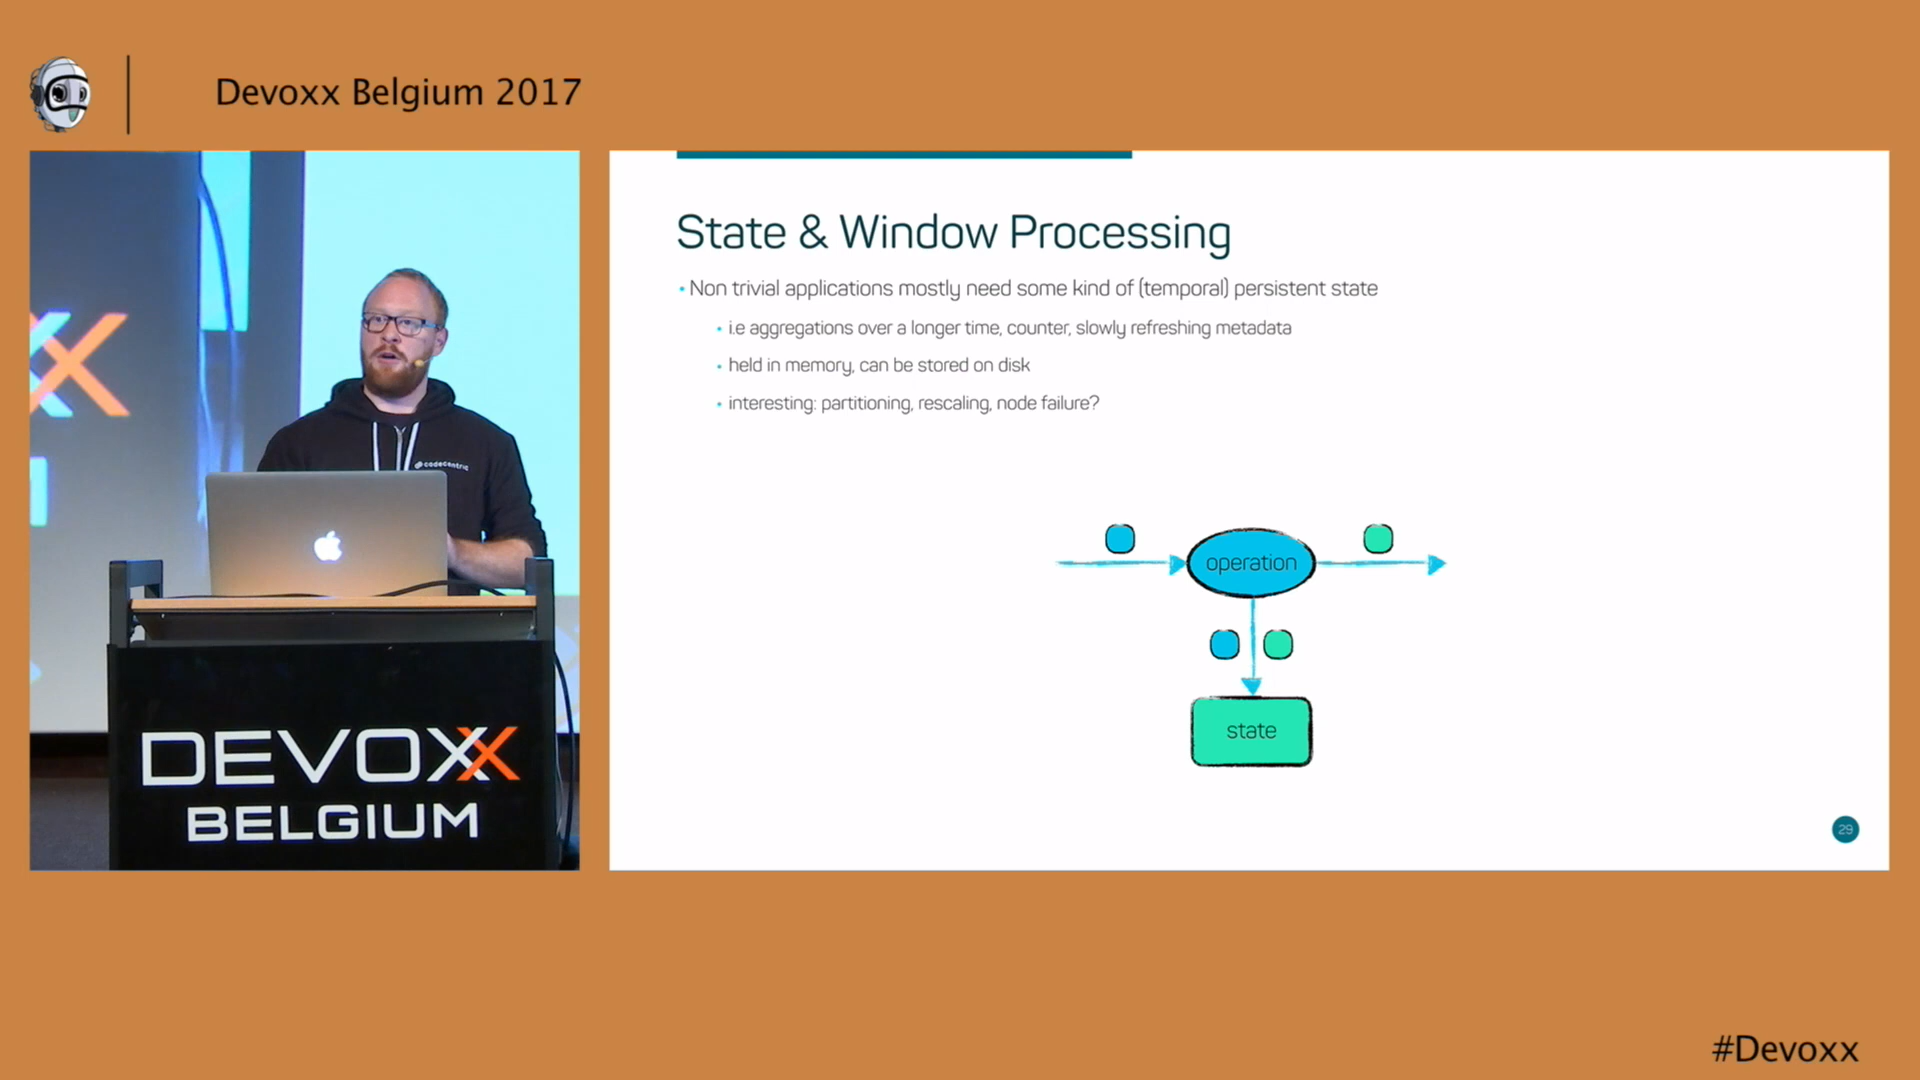 Devoxx Belgium 2017
State & Window Processing
• Non trivial applications mostly need some kind of (temporal) persistent state
• i.e aggregations over a longer time, counter, slowly refreshing metadata
• held in memory, can be stored on disk
• interesting: partitioning, rescaling, node failure?
operation
state
29
codecentric
DEVOXX
BELGIUM
#Devoxx